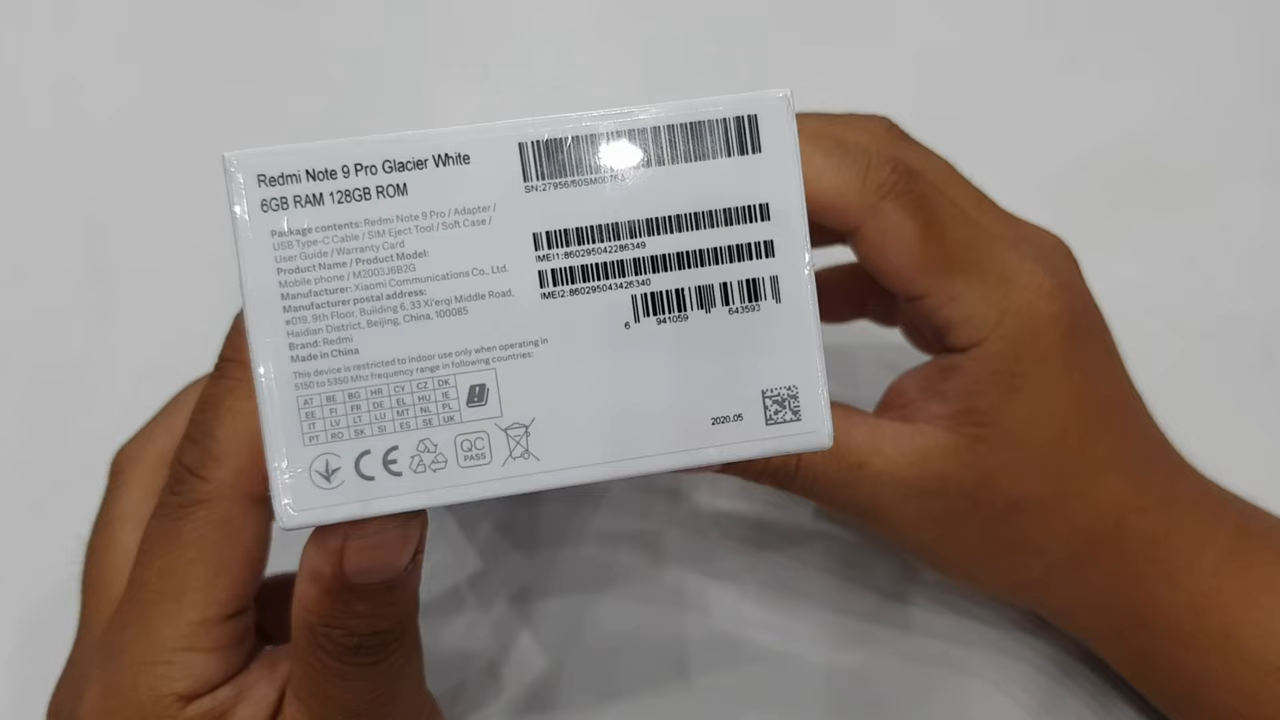 Redmi Note 9 Pro Glacier White
6GB RAM 128GB ROM
Package contents: Redmi Note 9 Pro / Adapter /
USB Type-C Cable / SIM Eject Tool / Soft Case /
User Guide / Warranty Card
Product Name / Product Model:
Mobile phone / M2003J6B2G
Manufacturer: Xiaomi Communications Co., Ltd.
Manufacturer postal address:
#019, 9th Floor, Building 6, 33 Xi'erqi Middle Road,
Haidian District, Beijing, China, 100085
Brand: Redmi
Made in China
This device is restricted to indoor use only when operating in
5150 to 5350 Mhz frequency range in following countries:
AT BE BG HR CY CZ DK
EE FI FR DE EL HU IE
IT LV LT LU MT NL PL
PT RO SK SI ES SE UK
CE
QC
PASS
IMEI1:860295042286349
IMEI2:860295043426340
6 941059 643593
2020.05